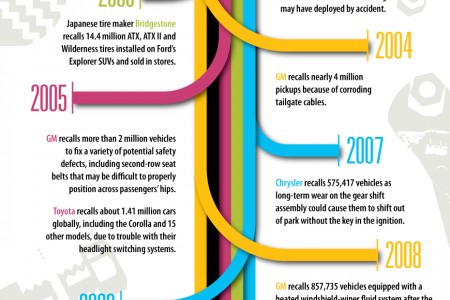 may have deployed by accident.
Japanese tire maker Bridgestone
recalls 14.4 million ATX, ATX II and
Wilderness tires installed on Ford's
Explorer SUVs and sold in stores.
2004
GM recalls nearly 4 million
pickups because of corroding
tailgate cables.
2005
GM recalls more than 2 million vehicles
to fix a variety of potential safety
defects, including second-row seat
belts that may be difficult to properly
position across passengers' hips.
Toyota recalls about 1.41 million cars
globally, including the Corolla and 15
other models, due to trouble with their
headlight switching systems.
2007
Chrysler recalls 575,417 vehicles as
long-term wear on the gear shift
assembly could cause them to shift out
of park without the key in the ignition.
2008
GM recalls 857,735 vehicles equipped with a
heated windshield-wiper fluid system after the